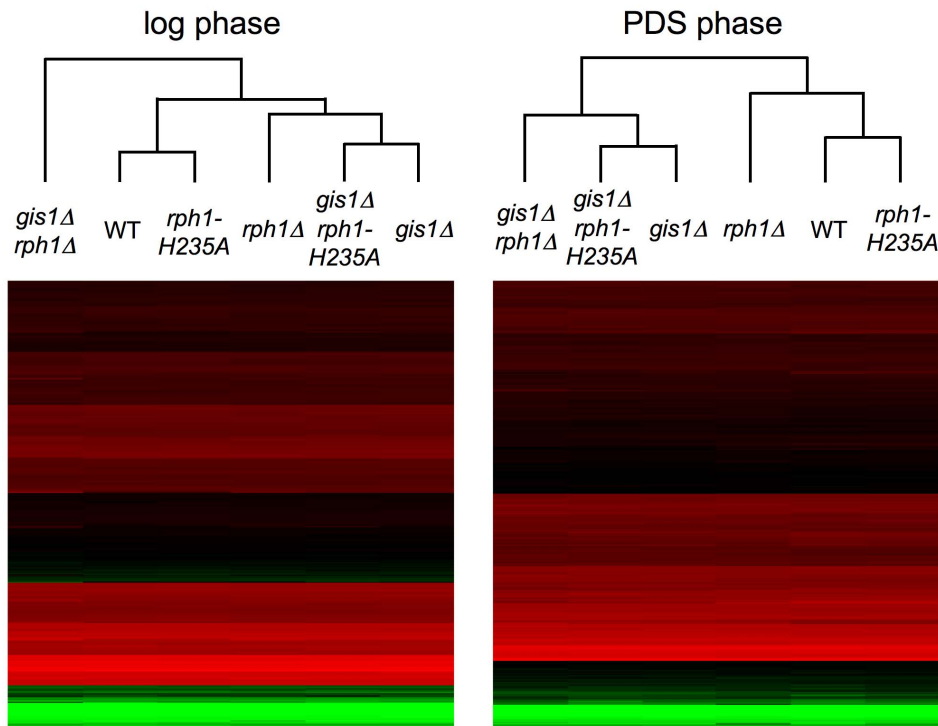 log phase
gis1Δ
rph1Δ
WT
rph1-
H235A
rph1Δ
gis1Δ
rph1-
H235A
gis1Δ
PDS phase
gis1Δ
rph1Δ
gis1Δ
rph1-
H235A
gis1Δ
rph1Δ
WT
rph1-
H235A